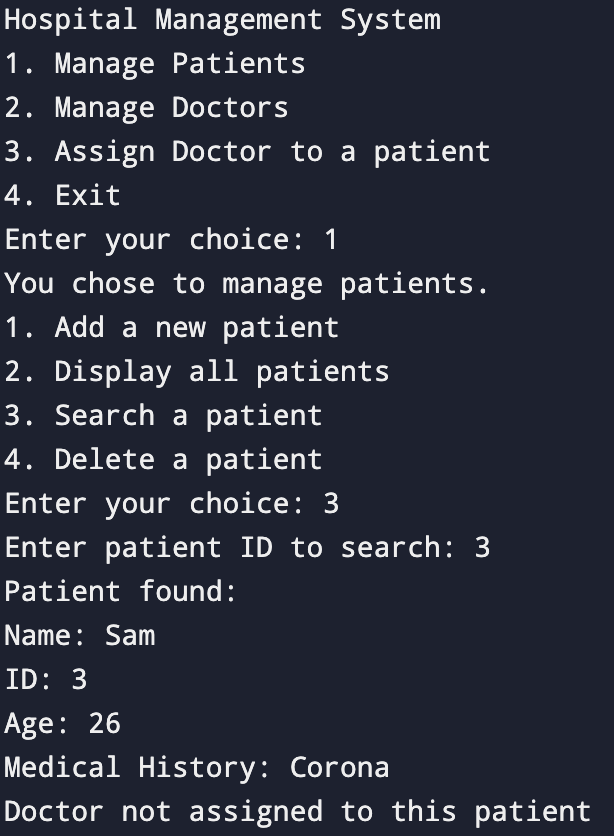 Hospital Management System
1. Manage Patients
2. Manage Doctors
3. Assign Doctor to a patient
4. Exit
Enter your choice: 1
You chose to manage patients.
1. Add a new patient
2. Display all patients
3. Search a patient
4. Delete a patient
Enter your choice: 3
Enter patient ID to search: 3
Patient found:
Name: Sam
ID: 3
Age: 26
Medical History: Corona
Doctor not assigned to this patient